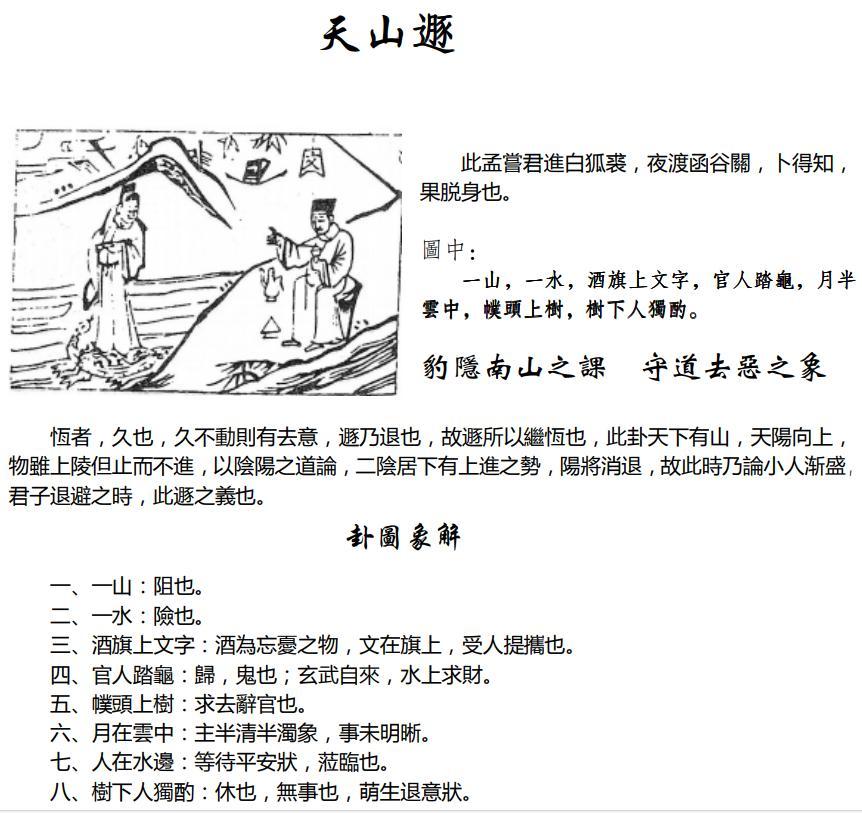 天山遯
此孟嘗君進白狐裘，夜渡函谷關，卜得知，
果脱身也。
圖中：
一山，一水，酒旗上文字，官人踏龜，月半
雲中，幞頭上樹，樹下人獨酌。
豹隱南山之課　守道去惡之象
恆者，久也，久不動則有去意，遯乃退也，故遯所以繼恆也，此卦天下有山，天陽向上，
物雖上陵但止而不進，以陰陽之道論，二陰居下有上進之勢，陽將消退，故此時乃論小人漸盛，
君子退避之時，此遯之義也。
卦圖象解
一、一山：阻也。
二、一水：險也。
三、酒旗上文字：酒為忘憂之物，文在旗上，受人提攜也。
四、官人踏龜：歸，鬼也；玄武自來，水上求財。
五、幞頭上樹：求去辭官也。
六、月在雲中：主半清半濁象，事未明晰。
七、人在水邊：等待平安狀，蒞臨也。
八、樹下人獨酌：休也，無事也，萌生退意狀。